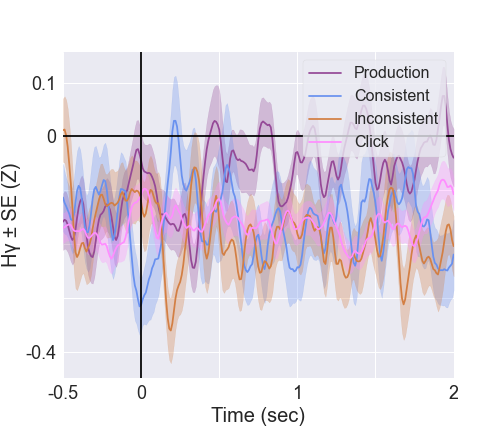 Production
Consistent
Inconsistent
Click
0.1
0
-0.4
Hγ ± SE (Z)
-0.5
0
1
2
Time (sec)